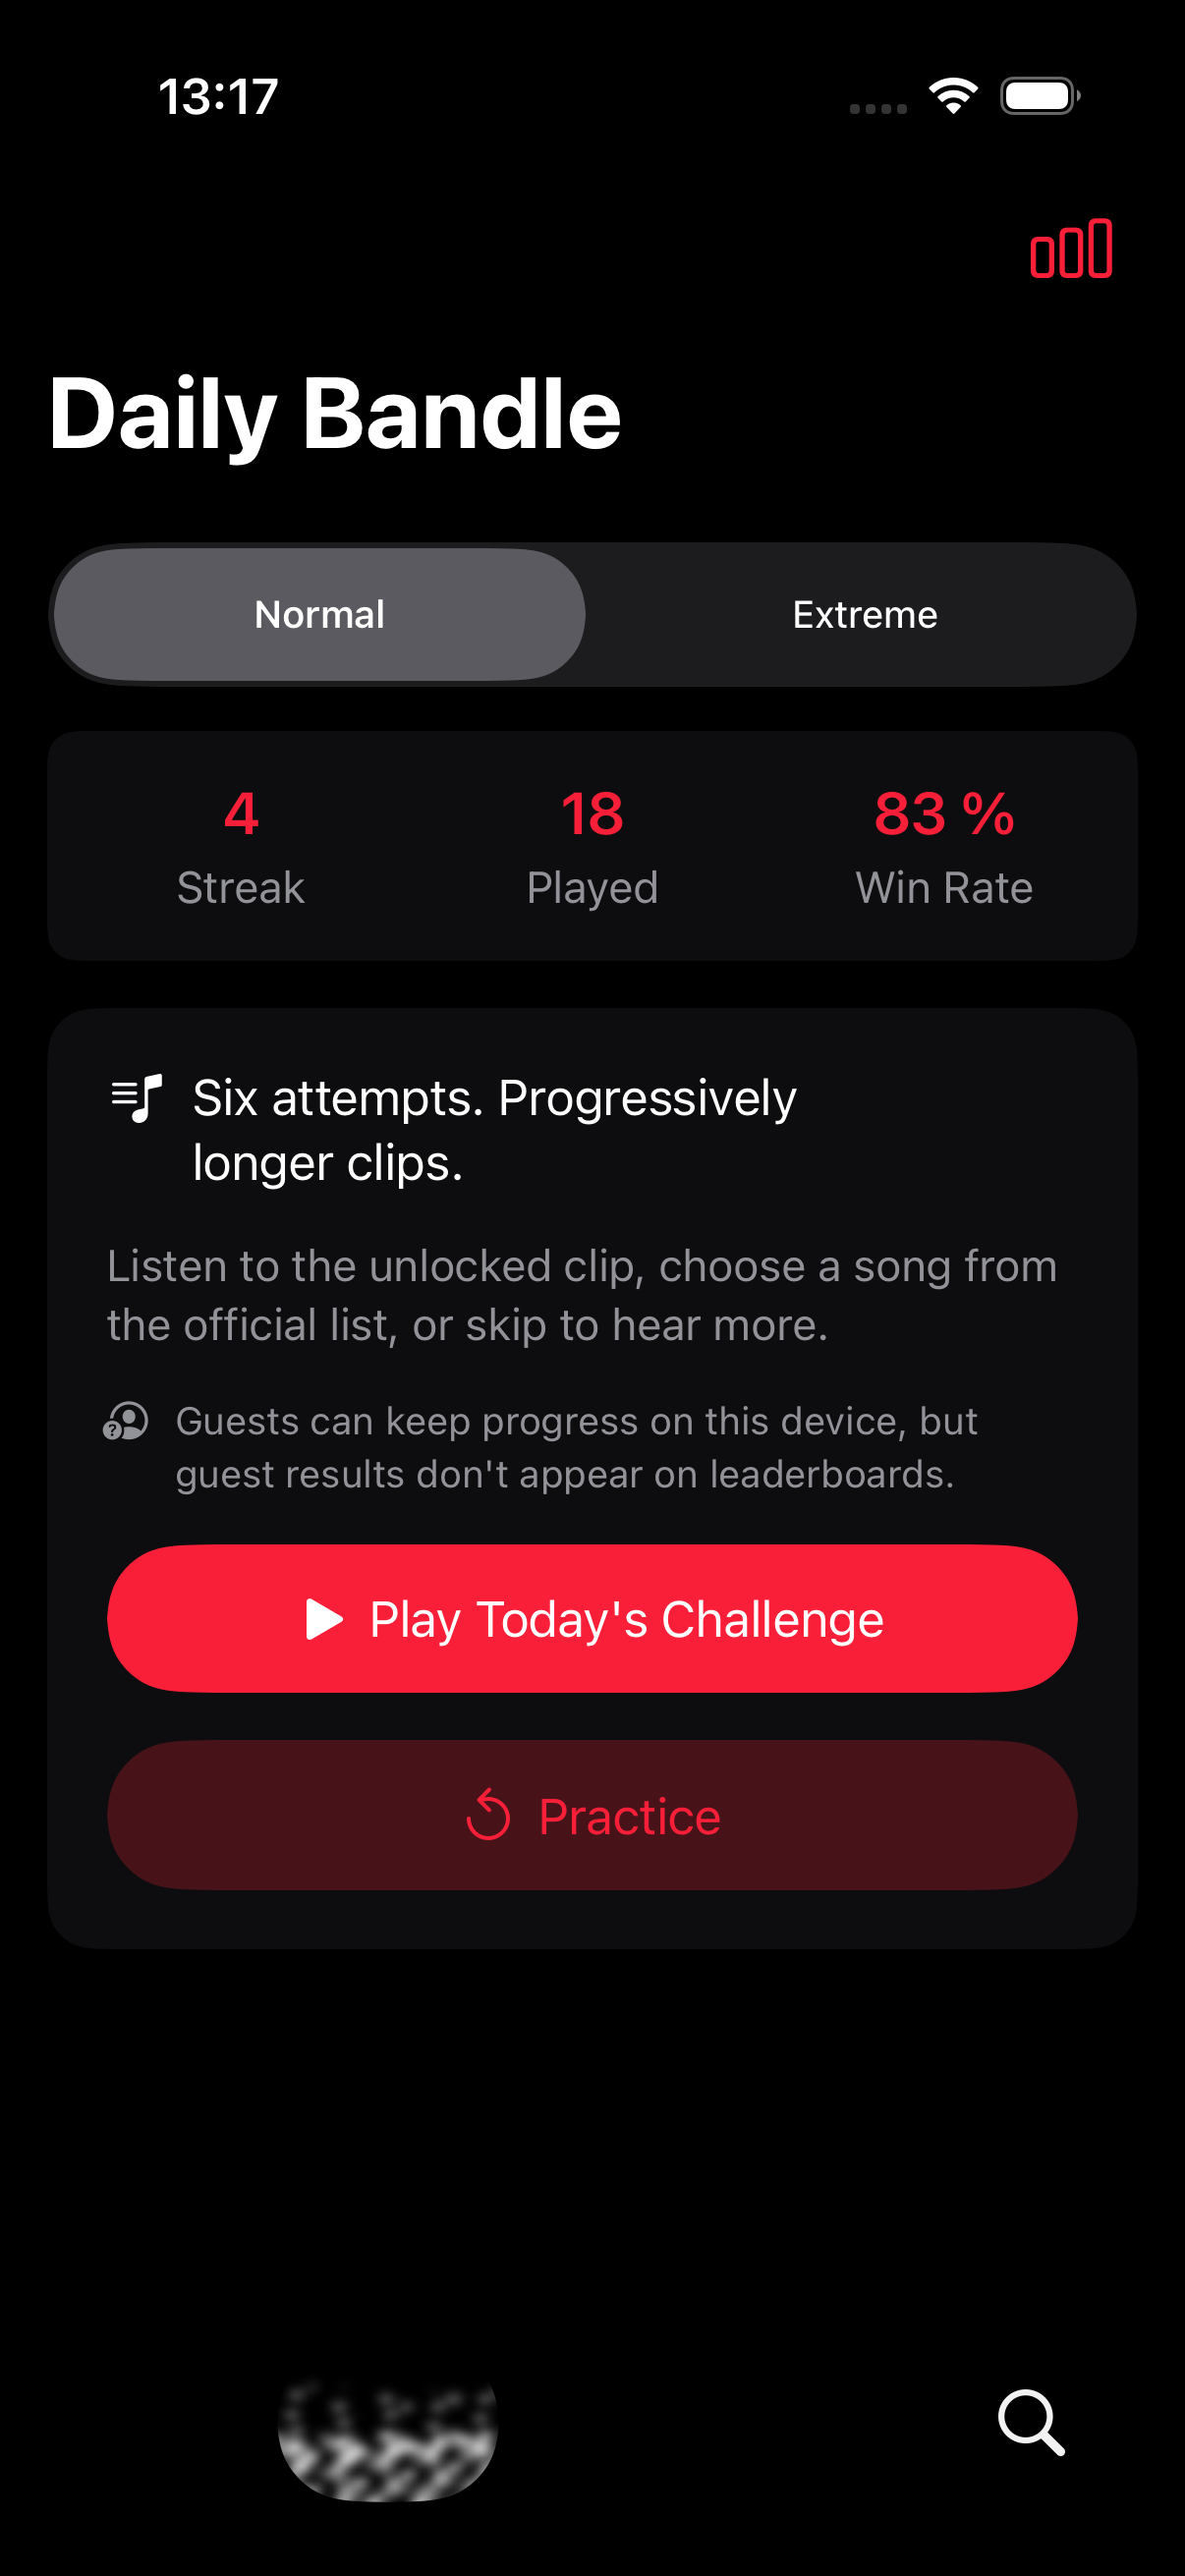 13:17
Daily Bandle
Normal
Extreme
4
18
83 %
Streak
Played
Win Rate
Six attempts. Progressively
longer clips.
Listen to the unlocked clip, choose a song from
the official list, or skip to hear more.
Guests can keep progress on this device, but
guest results don't appear on leaderboards.
Play Today's Challenge
Practice